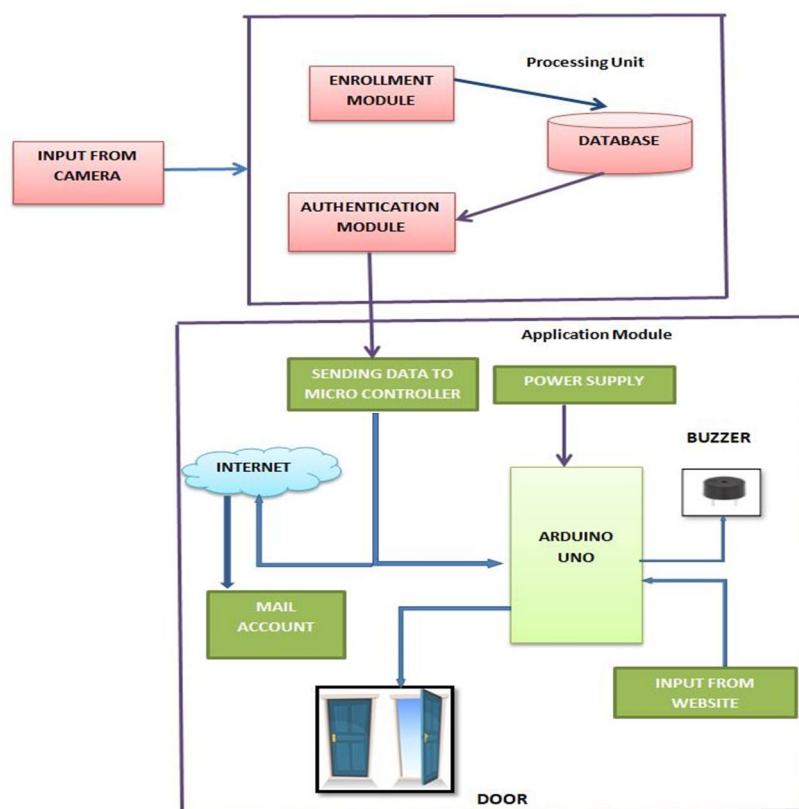 Processing Unit
ENROLLMENT
MODULE
DATABASE
INPUT FROM
CAMERA
AUTHENTICATION
MODULE
Application Module
SENDING DATA TO
MICRO CONTROLLER
POWER SUPPLY
BUZZER
INTERNET
ARDUINO
UNO
MAIL
ACCOUNT
INPUT FROM
WEBSITE
DOOR